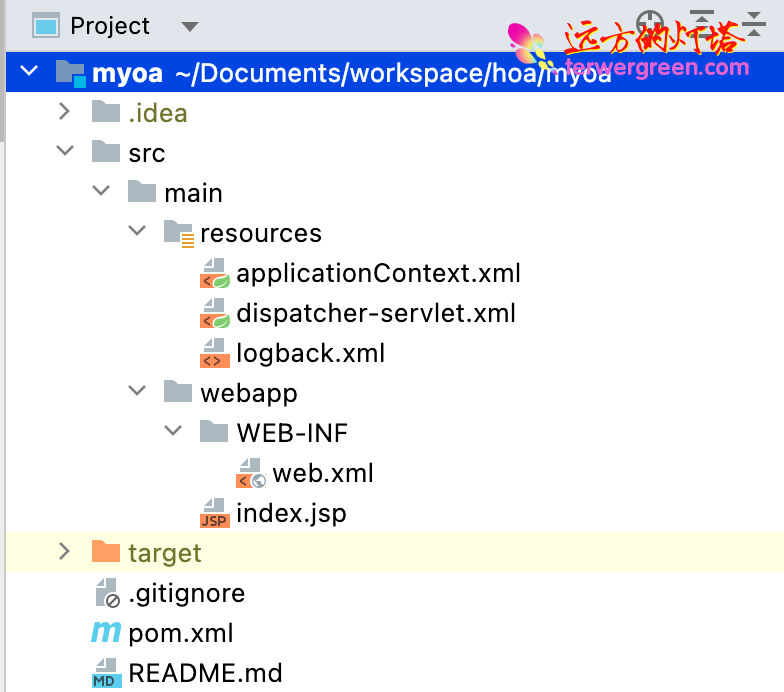 Project
远方的灯塔
terwergreen.com
myoa ~/Documents/workspace/hoa/myoa
.idea
src
main
resources
applicationContext.xml
dispatcher-servlet.xml
logback.xml
webapp
WEB-INF
web.xml
JSP index.jsp
target
.gitignore
m pom.xml
MD README.md